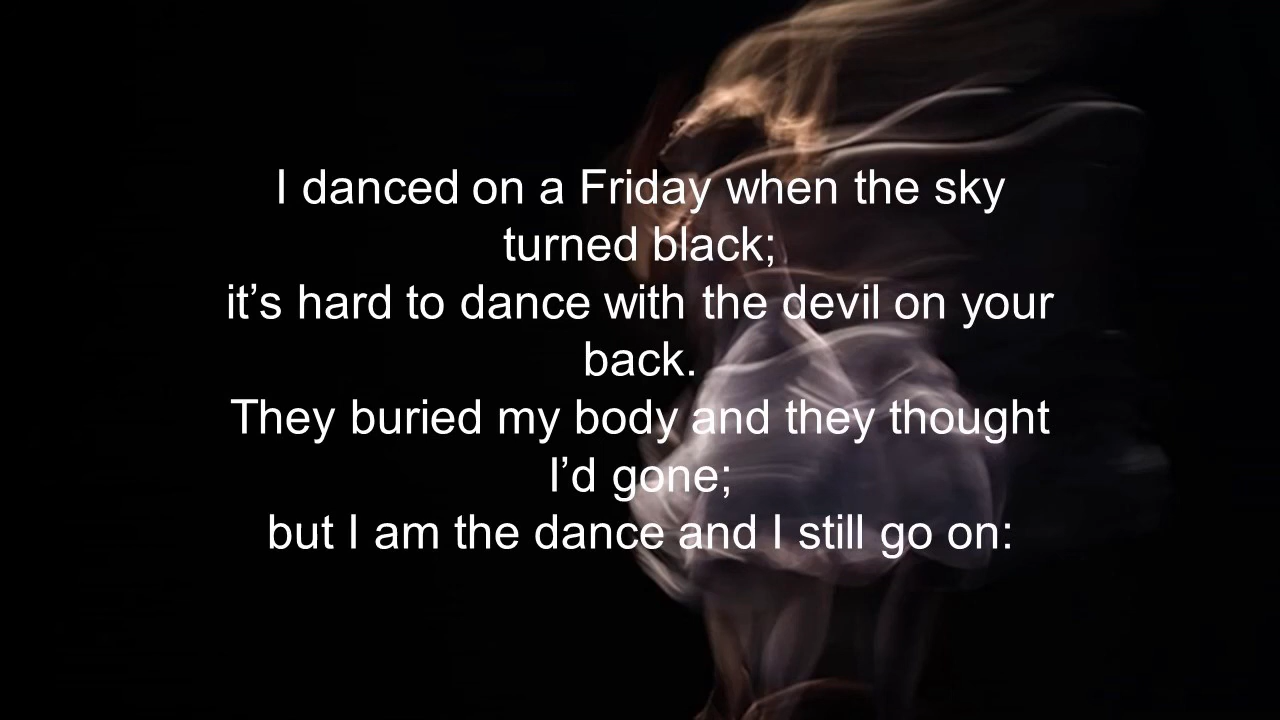 I danced on a Friday when the sky
turned black;
it’s hard to dance with the devil on your
back.
They buried my body and they thought
I’d gone;
but I am the dance and I still go on: